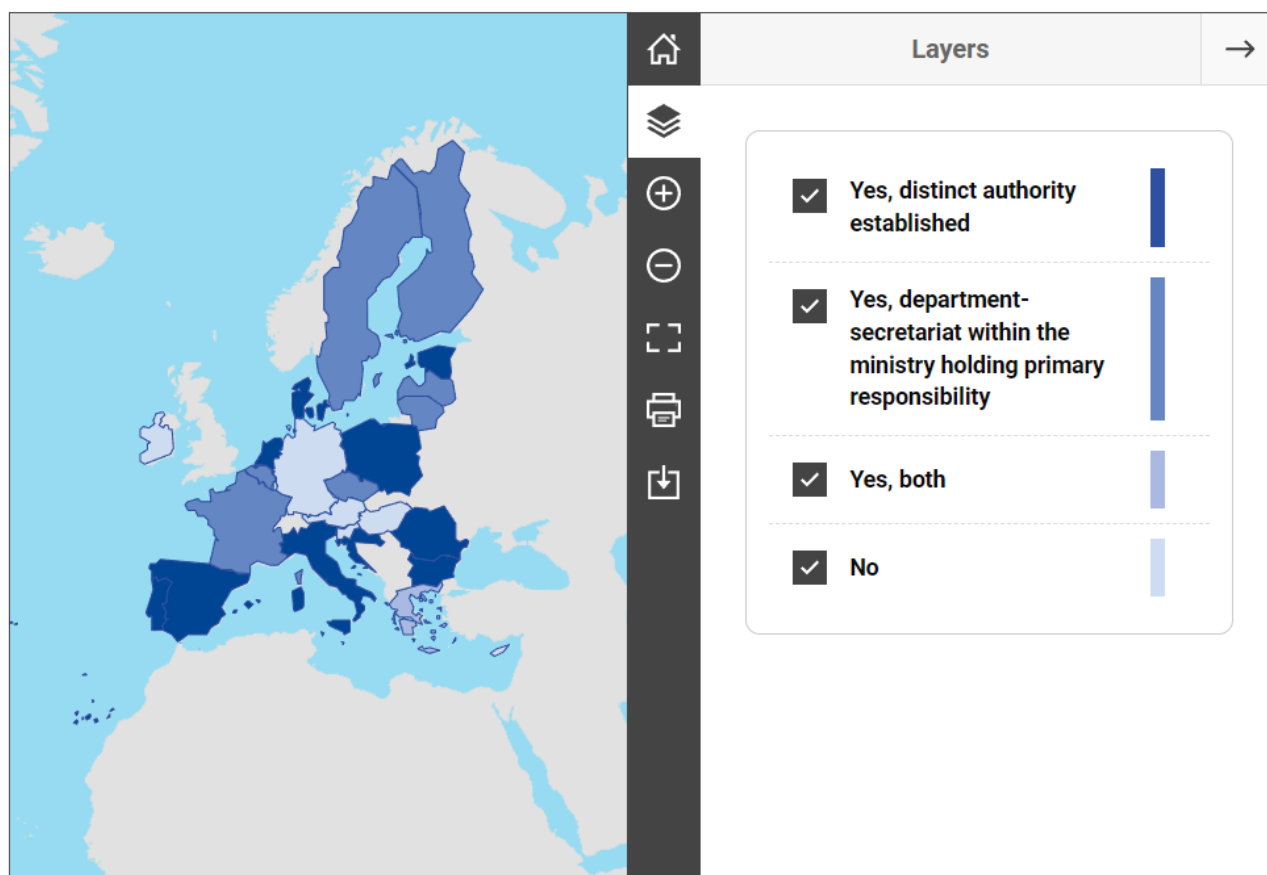 Layers
Yes, distinct authority
established
Yes, department-
secretariat within the
ministry holding primary
responsibility
Yes, both
No